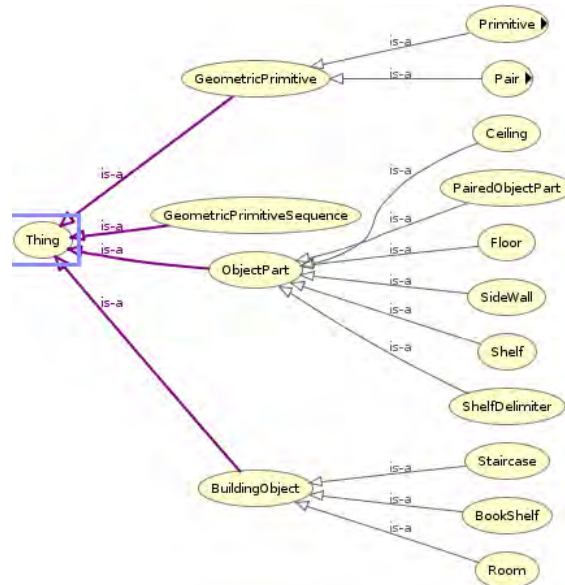 Primitive
is-a
GeometricPrimitive
is-a
Pair
Ceiling
is-a
is-a
PairedObjectPart
is-a
GeometricPrimitiveSequence
is-a
Thing
is-a
ObjectPart
is-a
Floor
is-a
SideWall
is-a
is-a
Shelf
is-a
ShelfDelimiter
Staircase
is-a
BuildingObject
is-a
BookShelf
is-a
Room